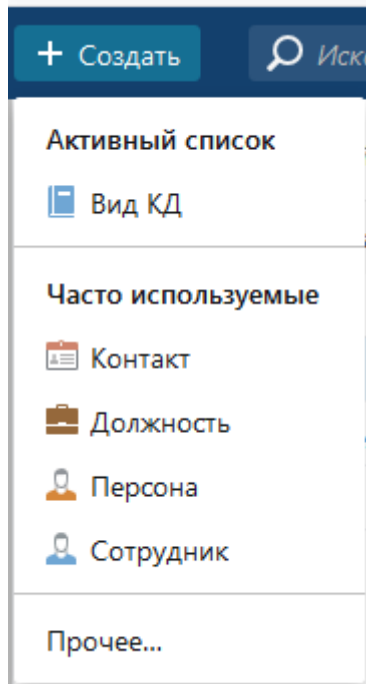 + Создать
Активный список
Вид КД
Часто используемые
Контакт
Должность
Персона
Сотрудник
Прочее...